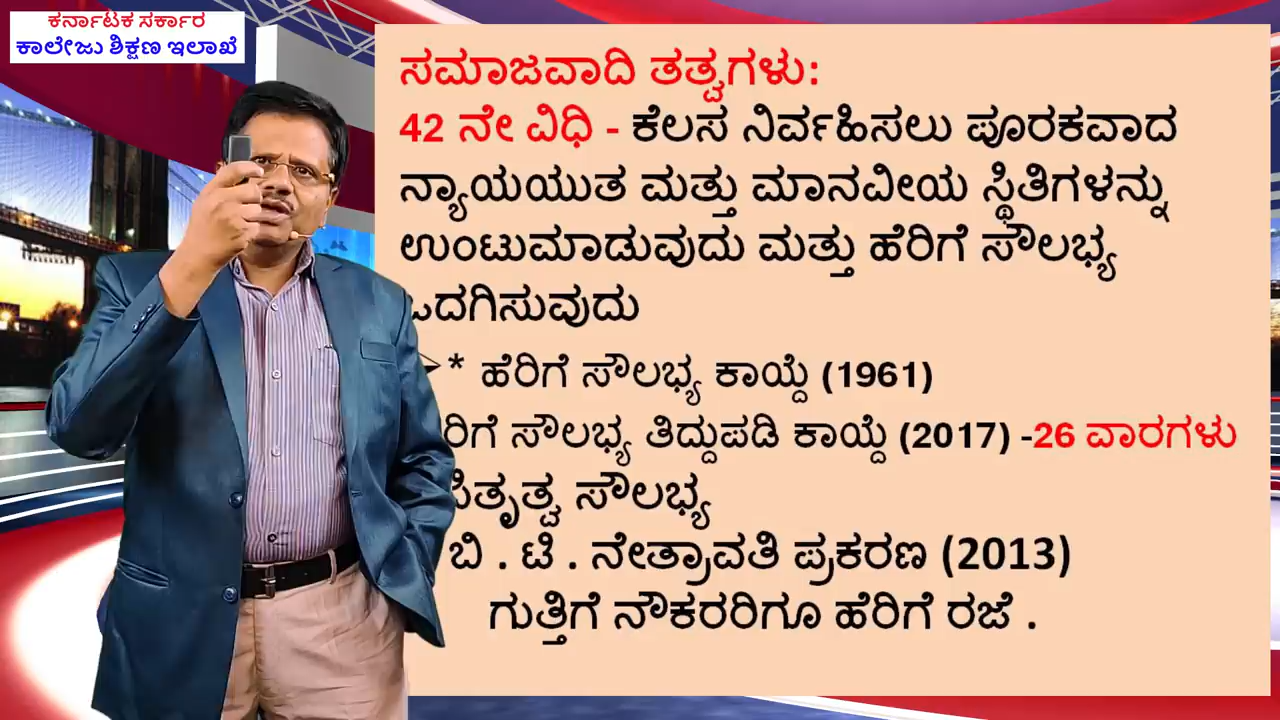 ಕರ್ನಾಟಕ ಸರ್ಕಾರ
ಕಾಲೇಜು ಶಿಕ್ಷಣ ಇಲಾಖೆ
ಸಮಾಜವಾದಿ ತತ್ವಗಳು:
42 ನೇ ವಿಧಿ - ಕೆಲಸ ನಿರ್ವಹಿಸಲು ಪೂರಕವಾದ
ನ್ಯಾಯಯುತ ಮತ್ತು ಮಾನವೀಯ ಸ್ಥಿತಿಗಳನ್ನು
ಉಂಟುಮಾಡುವುದು ಮತ್ತು ಹೆರಿಗೆ ಸೌಲಭ್ಯ
ಒದಗಿಸುವುದು
* ಹೆರಿಗೆ ಸೌಲಭ್ಯ ಕಾಯ್ದೆ (1961)
ರಿಗೆ ಸೌಲಭ್ಯ ತಿದ್ದುಪಡಿ ಕಾಯ್ದೆ (2017) -26 ವಾರಗಳು
ಪಿತೃತ್ವ ಸೌಲಭ್ಯ
ಬಿ . ಟಿ . ನೇತ್ರಾವತಿ ಪ್ರಕರಣ (2013)
ಗುತ್ತಿಗೆ ನೌಕರರಿಗೂ ಹೆರಿಗೆ ರಜೆ .